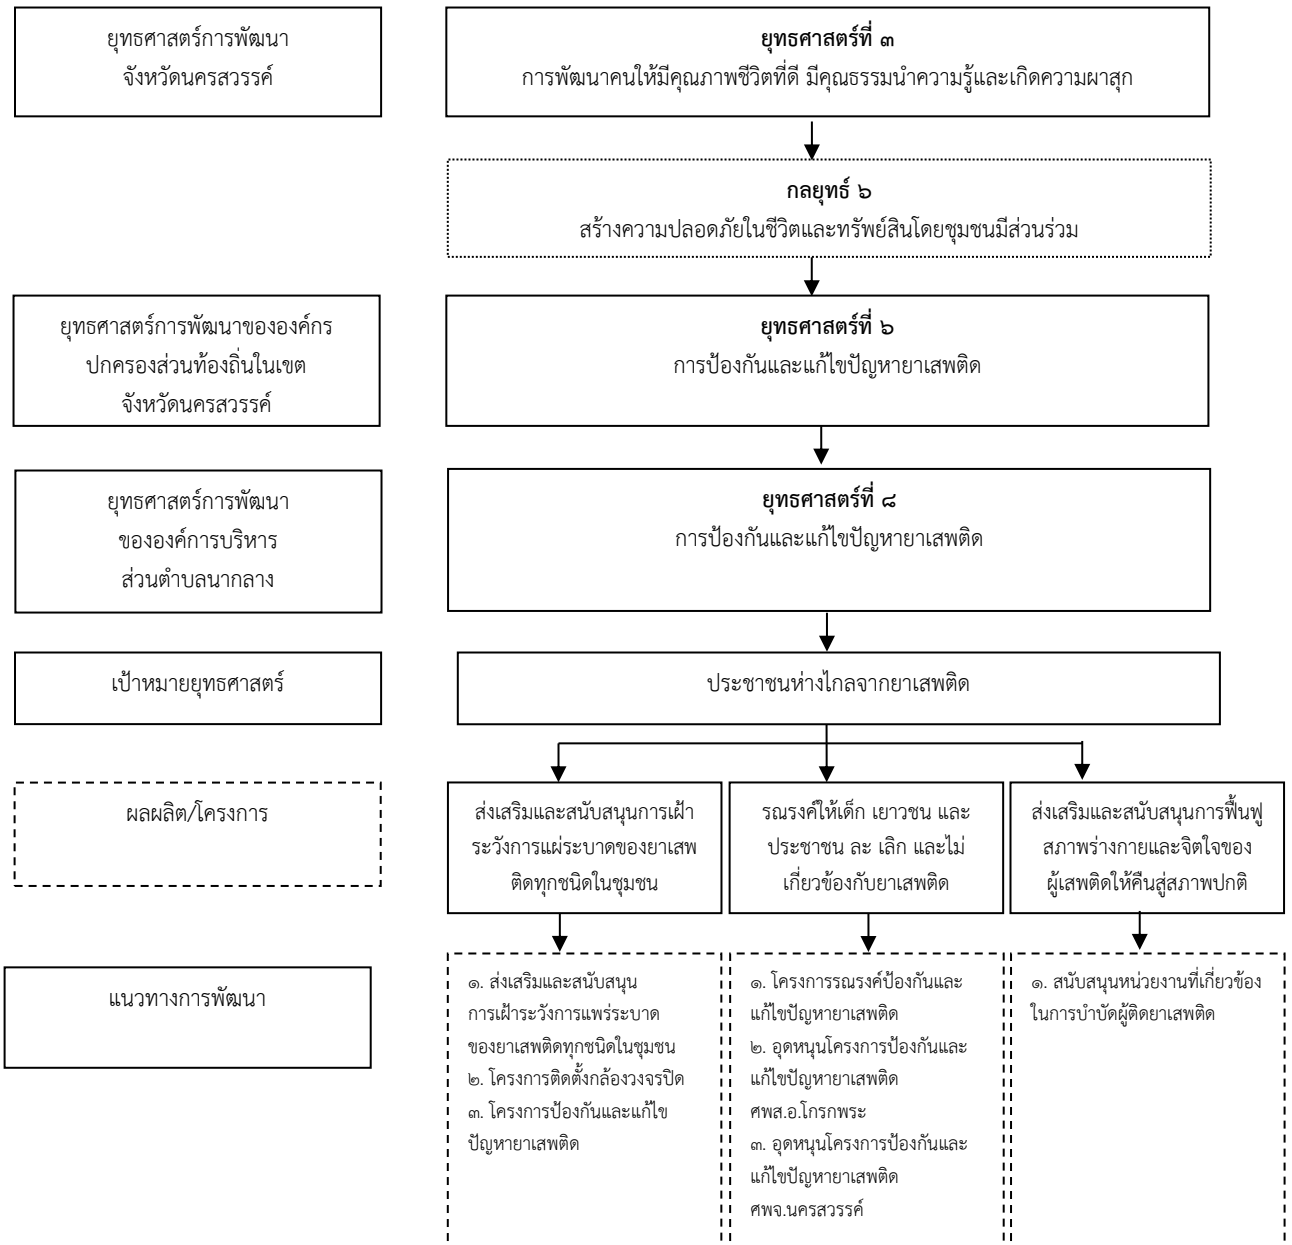 ยุทธศาสตร์การพัฒนา
จังหวัดนครสวรรค์
ยุทธศาสตร์ที่ ๓
การพัฒนาคนให้มีคุณภาพชีวิตที่ดี มีคุณธรรมนำความรู้และเกิดความผาสุก
กลยุทธ์ ๖
สร้างความปลอดภัยในชีวิตและทรัพย์สินโดยชุมชนมีส่วนร่วม
ยุทธศาสตร์การพัฒนาขององค์กร
ปกครองส่วนท้องถิ่นในเขต
จังหวัดนครสวรรค์
ยุทธศาสตร์ที่ ๖
การป้องกันและแก้ไขปัญหายาเสพติด
ยุทธศาสตร์การพัฒนา
ขององค์การบริหาร
ส่วนตำบลนากลาง
ยุทธศาสตร์ที่ ๘
การป้องกันและแก้ไขปัญหายาเสพติด
เป้าหมายยุทธศาสตร์
ประชาชนห่างไกลจากยาเสพติด
ผลผลิต/โครงการ
ส่งเสริมและสนับสนุนการเฝ้า
ระวังการแผ่ระบาดของยาเสพ
ติดทุกชนิดในชุมชน
รณรงค์ให้เด็ก เยาวชน และ
ประชาชน ละ เลิก และไม่
เกี่ยวข้องกับยาเสพติด
ส่งเสริมและสนับสนุนการฟื้นฟู
สภาพร่างกายและจิตใจของ
ผู้เสพติดให้คืนสู่สภาพปกติ
แนวทางการพัฒนา
๑. ส่งเสริมและสนับสนุน
การเฝ้าระวังการแพร่ระบาด
ของยาเสพติดทุกชนิดในชุมชน
๒. โครงการติดตั้งกล้องวงจรปิด
๓. โครงการป้องกันและแก้ไข
ปัญหายาเสพติด
๑. โครงการรณรงค์ป้องกันและ
แก้ไขปัญหายาเสพติด
๒. อุดหนุนโครงการป้องกันและ
แก้ไขปัญหายาเสพติด
ศพส.อ.โกรกพระ
๓. อุดหนุนโครงการป้องกันและ
แก้ไขปัญหายาเสพติด
ศพจ.นครสวรรค์
๑. สนับสนุนหน่วยงานที่เกี่ยวข้อง
ในการบำบัดผู้ติดยาเสพติด